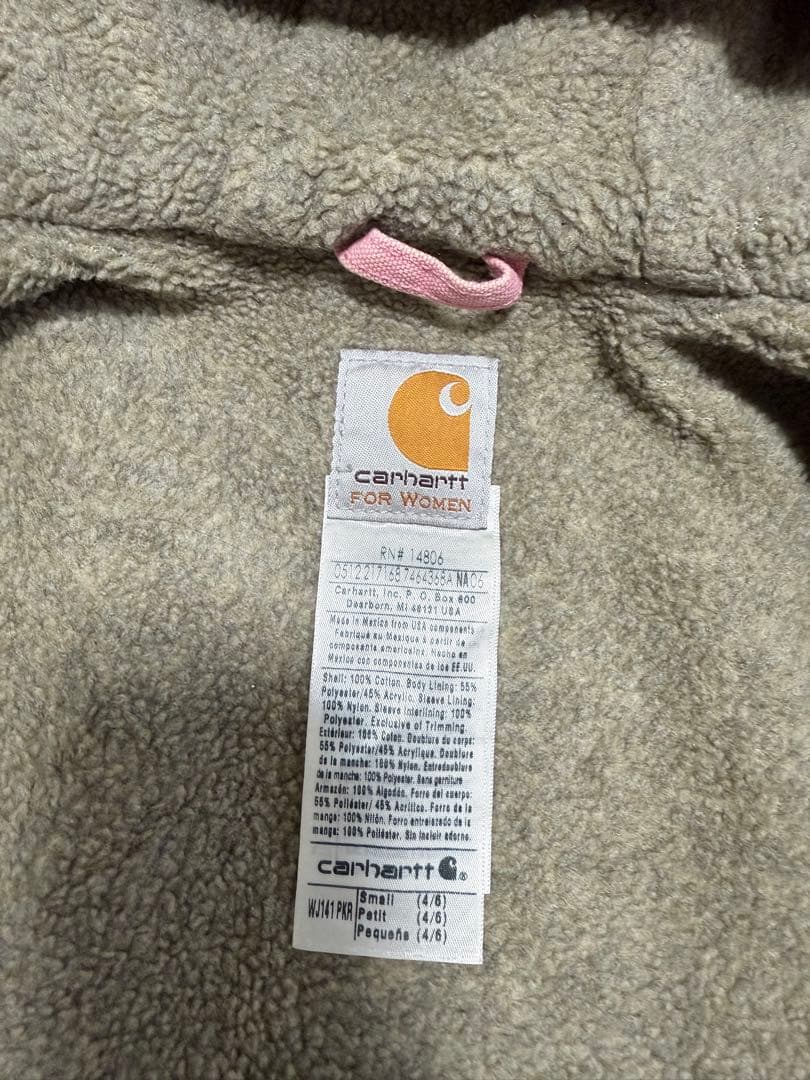 carhartt
FOR WOMEN
RN# 14806
0512217168 7464368A NA06
Carhartt, Inc. P. O. Box 600
Dearborn, MI 48121 USA
Made in Mexico from USA components
Fabriqué au Mexique à partir de
composants américains. Hecho en
México con componentes de los EE.UU.
Shell: 100% Cotton. Body Lining: 55%
Polyester/45% Acrylic. Sleeve Lining:
100% Nylon. Sleeve Interlining: 100%
Polyester. Exclusive of Trimming
Extérieur: 100% Coton. Doublure du corps:
55% Polyester/45% Acrylique. Doublure
de la manche: 100% Nylon. Entredoublure
de la manche: 100% Polyester. Sans garniture
Armazón: 100% Algodón. Forro del cuerpo:
55% Poliéster/ 45% Acrílico. Forro de la
manga: 100% Nilón. Forro entrelazado de la
manga: 100% Poliéster. Sin incluir adorno.
carhartt ®
WJ141 PKR Small (4/6)
Petit (4/6)
Pequeña (4/6)